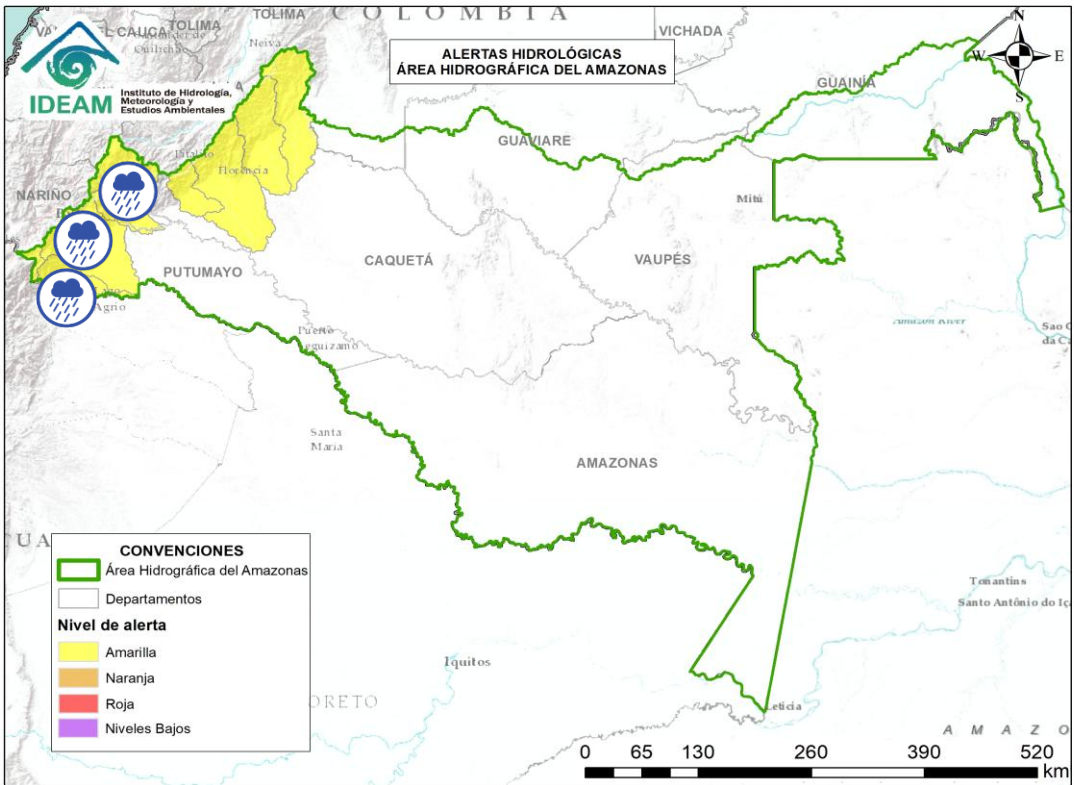 COLOMBIA
TOLIMA
TOLIMA
CAUCA
VICHADA
Neiva
ALERTAS HIDROLÓGICAS
ÁREA HIDROGRÁFICA DEL AMAZONAS
N
W
E
S
IDEAM
Instituto de Hidrología,
Meteorología y
Estudios Ambientales
GUAINÍA
GUAVIARE
Florencia
NARIÑO
Mitú
PUTUMAYO
CAQUETÁ
VAUPÉS
Agrio
Amazon River
Puerto
Santa
Maria
AMAZONAS
CONVENCIONES
Área Hidrográfica del Amazonas
Departamentos
Nivel de alerta
Amarilla
Naranja
Roja
Niveles Bajos
Tonantins
Santo Antônio do Iç
Iquitos
ORETO
Leticia
A M A Z O
0 65 130 260 390 520
km